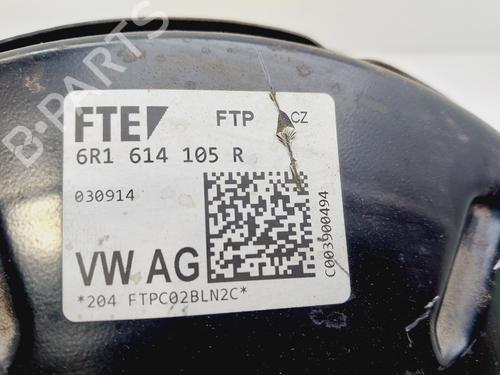 B-PARTS
FTE FTP CZ
6R1 614 105 R
030914
VW AG
*204 FTPC02BLN2C*
C003900494